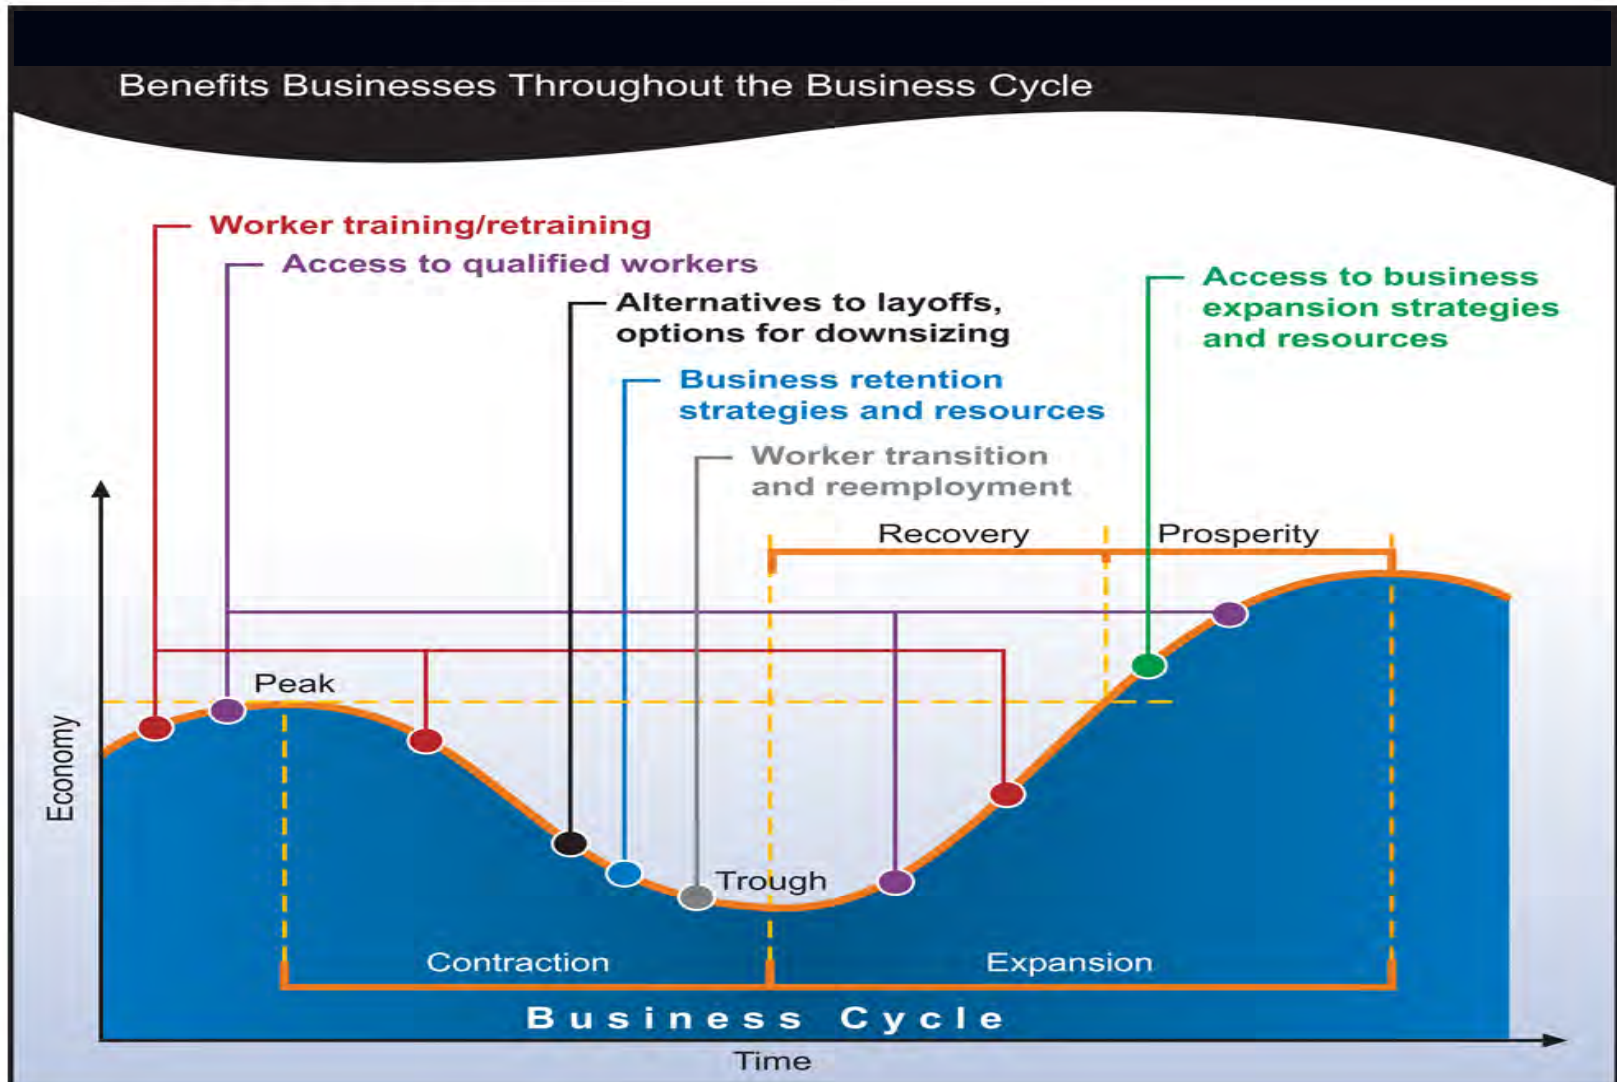 Benefits Businesses Throughout the Business Cycle
Worker training/retraining
Access to qualified workers
Alternatives to layoffs,
options for downsizing
Business retention
strategies and resources
Worker transition
and reemployment
Access to business
expansion strategies
and resources
Recovery
Prosperity
Peak
Trough
Economy
Contraction
Expansion
Business Cycle
Time